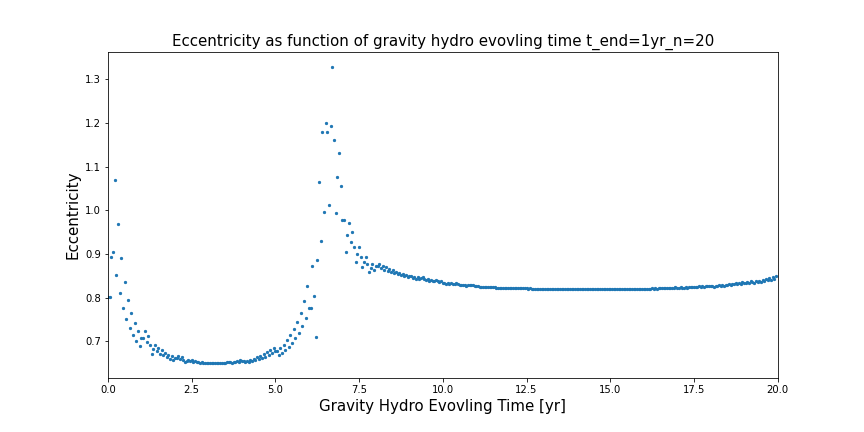 Eccentricity as function of gravity hydro evovling time t_end=1yr_n=20
1.3
1.2
1.1
1.0
0.9
0.8
0.7
Eccentricity
0.0 2.5 5.0 7.5 10.0 12.5 15.0 17.5 20.0
Gravity Hydro Evovling Time [yr]